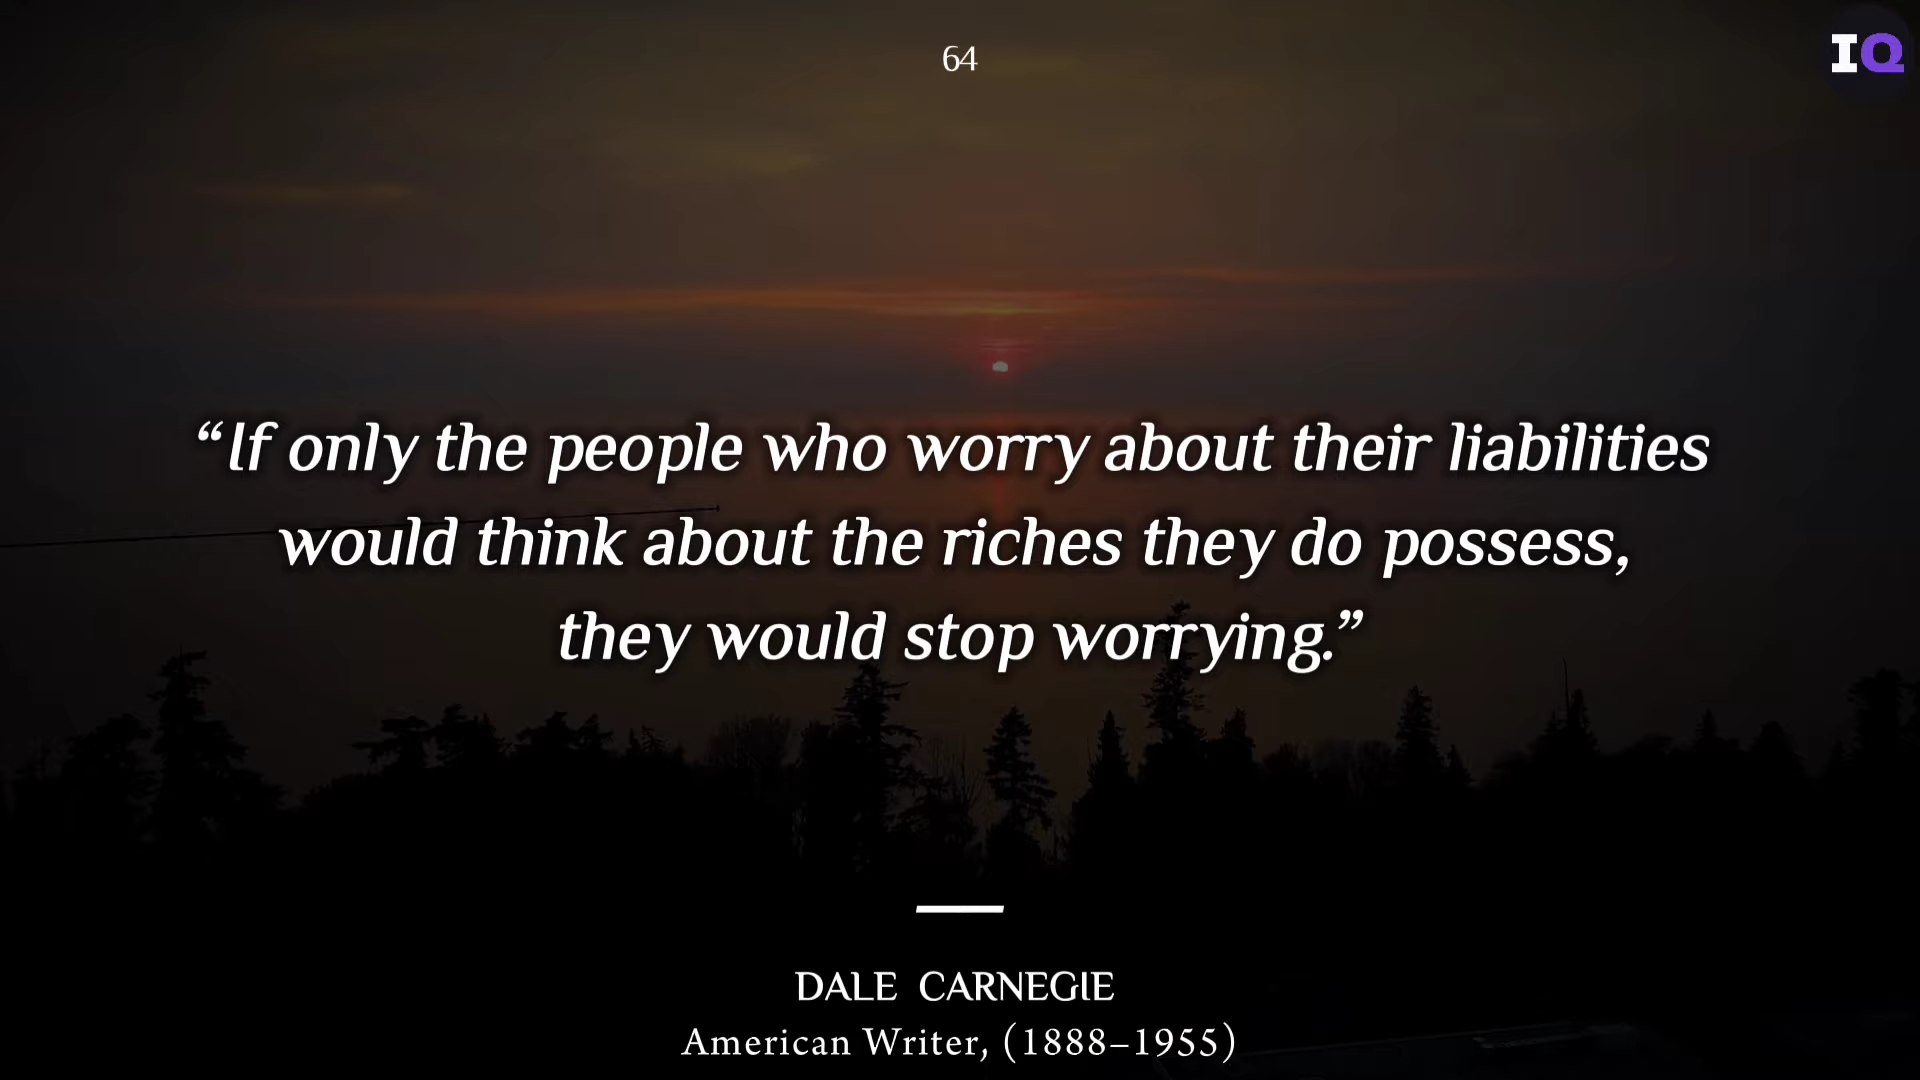 64
IQ
“If only the people who worry about their liabilities
would think about the riches they do possess,
they would stop worrying.”
DALE CARNEGIE
American Writer, (1888–1955)